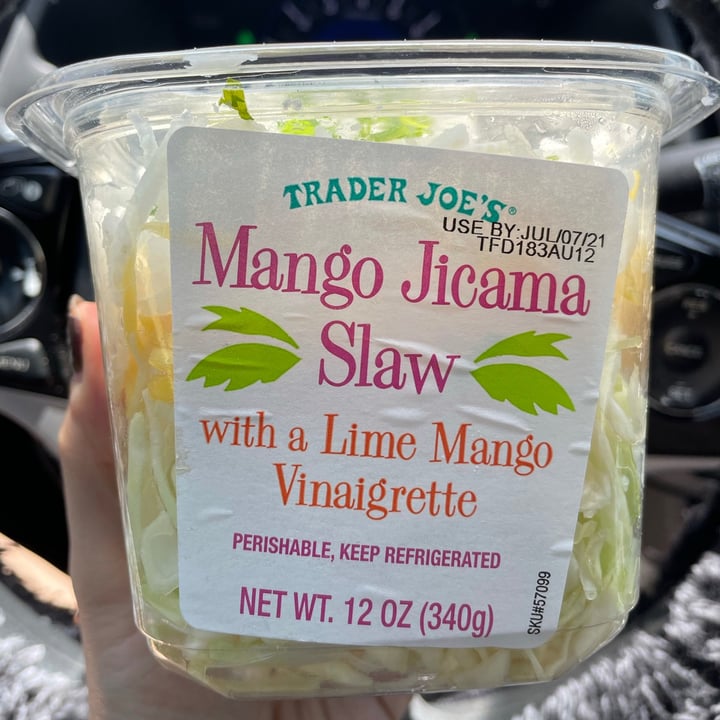 TRADER JOE'S®
USE BY:JUL/07/21
TFD183AU12
Mango Jicama
Slaw
with a Lime Mango
Vinaigrette
PERISHABLE, KEEP REFRIGERATED
NET WT. 12 OZ (340g)
SKU#57099